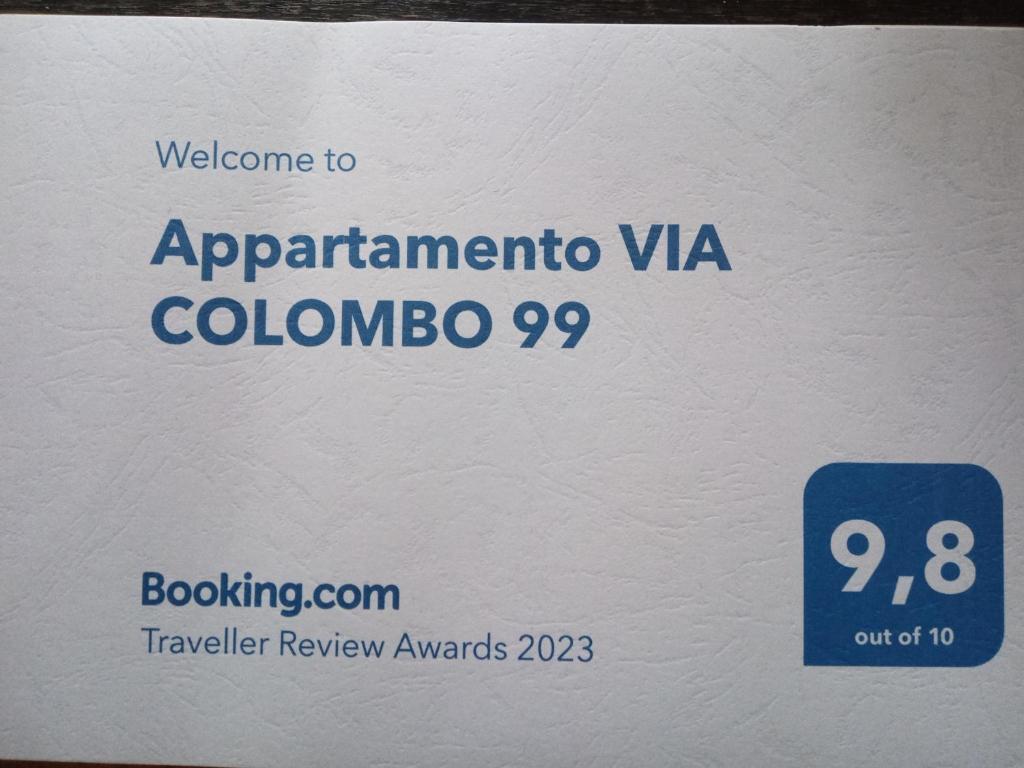 Welcome to
Appartamento VIA
COLOMBO 99
Booking.com
Traveller Review Awards 2023
9,8
out of 10